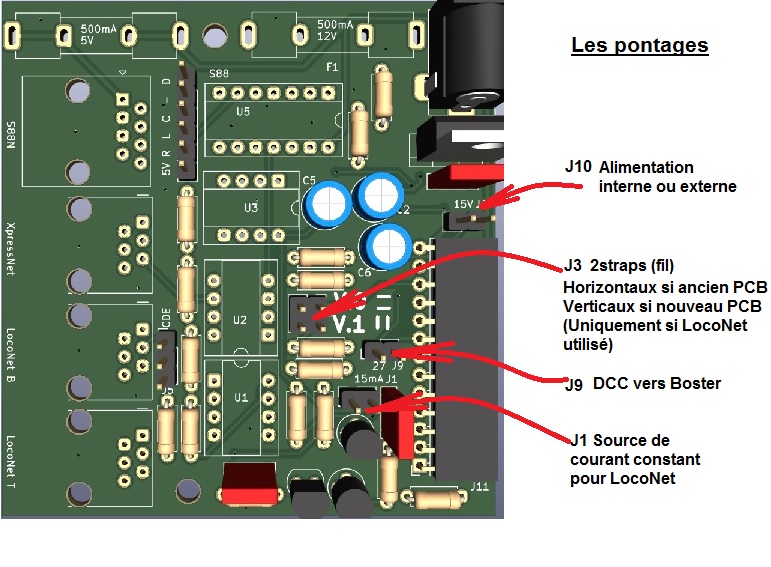 Les pontages
500mA
5V
500mA
12V
F1
S88
U5
D
L
C
L
R
5V
S88N
J10 Alimentation
interne ou externe
C5
U3
C2
15V
XpressNet
C6
J3 2straps (fil)
Horizontaux si ancien PCB
Verticaux si nouveau PCB
(Uniquement si LocoNet
utilisé)
V.0
V.1
U2
CDE
LocoNet B
27 J9
J9 DCC vers Boster
15mA J1
U1
J1 Source de
courant constant
pour LocoNet
LocoNet T
J11